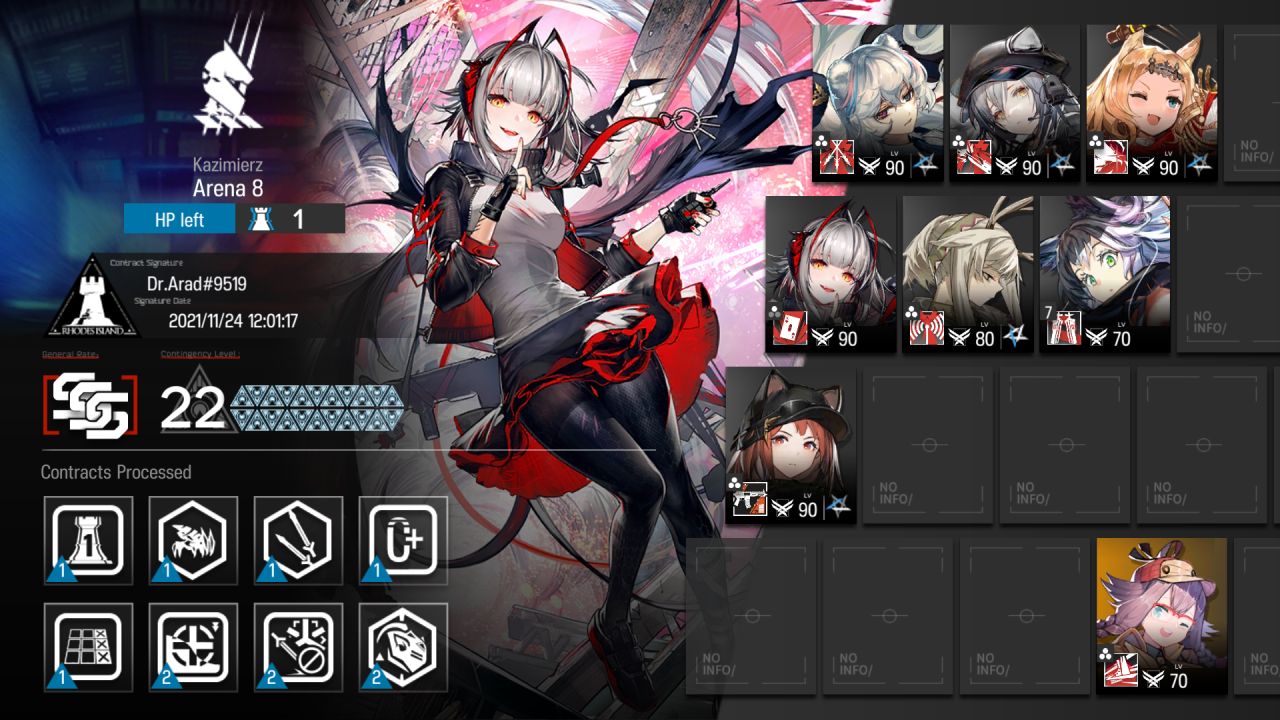 Kazimierz
Arena 8
HP left 1
Contract Signature
Dr.Arad#9519
Signature Date
2021/11/24 12:01:17
RHODES ISLAND
General Rate:
Contingency Level :
22
Contracts Processed
1
1
1
1
1
1
2
2
2
LV
90
LV
90
LV
90
NO
INFO/
LV
90
LV
80
7
LV
70
NO
INFO/
LV
90
NO
INFO/
NO
INFO/
NO
INFO/
NO
INFO/
NO
INFO/
NO
INFO/
LV
70
NO
INFO/